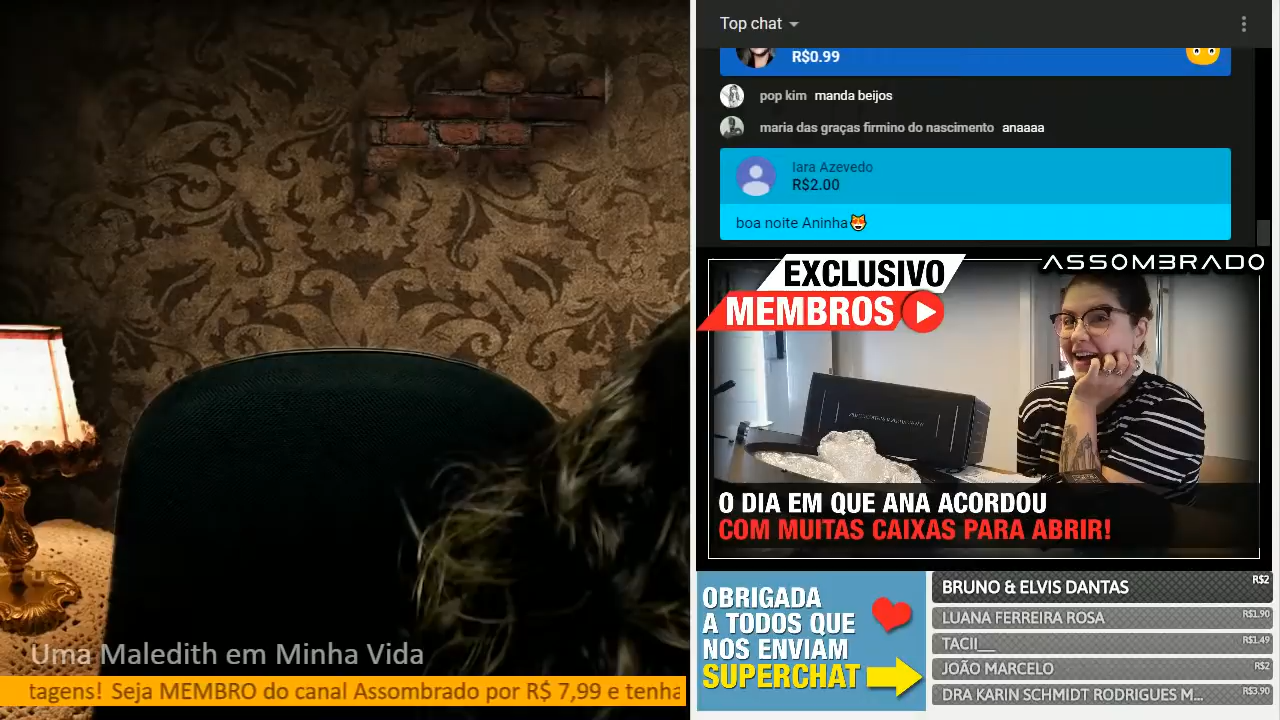 Top chat
R$0.99
pop kim manda beijos
maria das graças firmino do nascimento anaaaa
Iara Azevedo
R$2.00
boa noite Aninha
EXCLUSIVO
MEMBROS
ASSOMBRADO
O DIA EM QUE ANA ACORDOU
COM MUITAS CAIXAS PARA ABRIR!
OBRIGADA
A TODOS QUE
NOS ENVIAM
SUPERCHAT
BRUNO & ELVIS DANTAS R$2
LUANA FERREIRA ROSA R$1.90
TACII__ R$1.49
JOÃO MARCELO R$2
DRA KARIN SCHMIDT RODRIGUES M... R$3.90
Uma Maledith em Minha Vida
tagens! Seja MEMBRO do canal Assombrado por R$ 7,99 e tenha